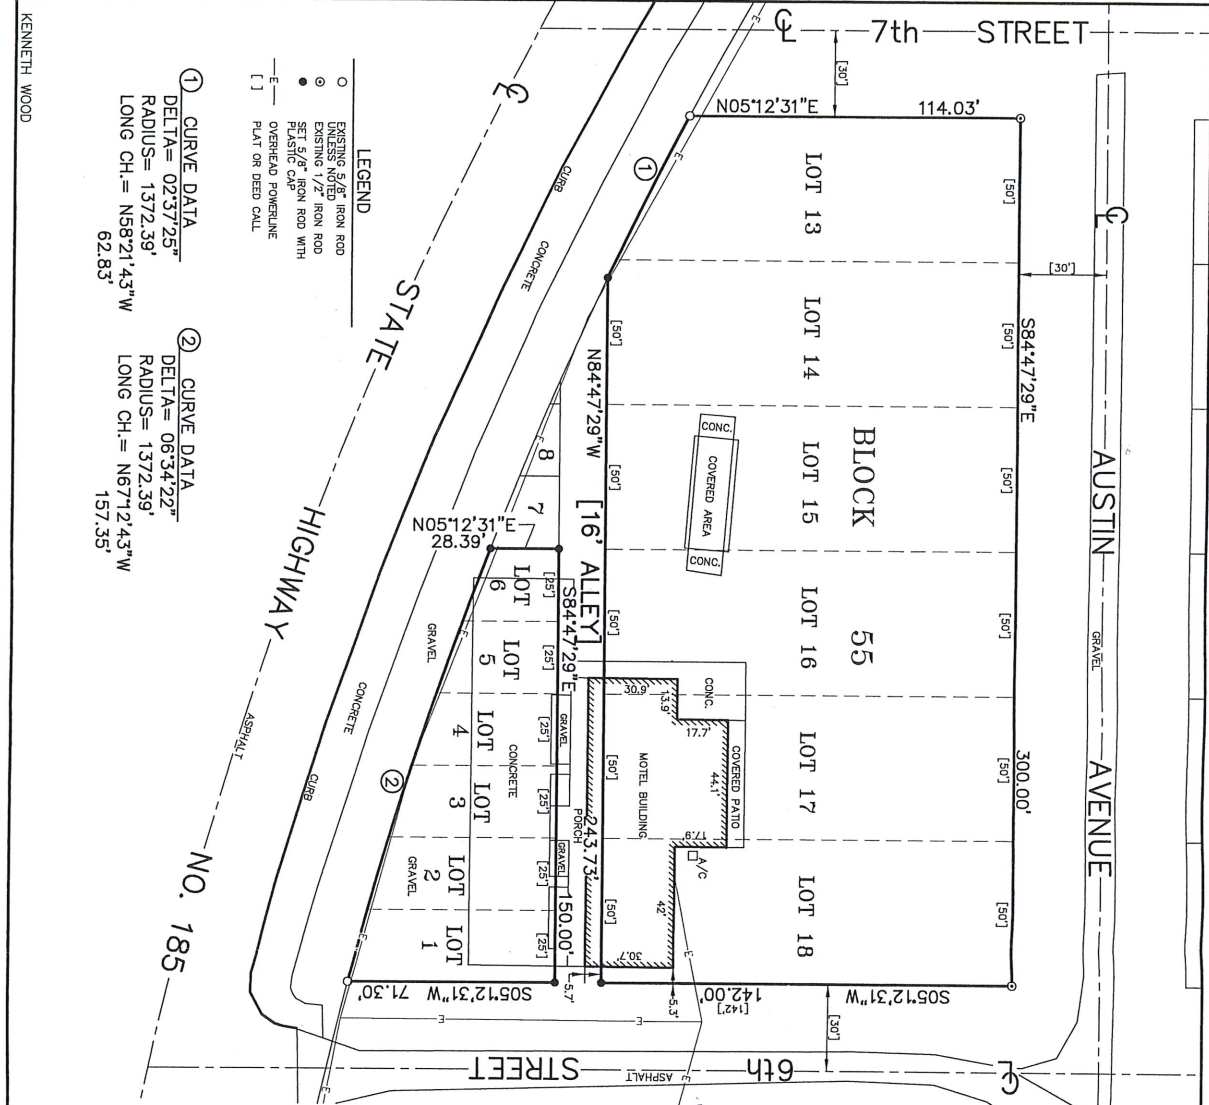 KENNETH WOOD
7th STREET
℄
[30']
N05°12'31"E
114.03'
LEGEND
EXISTING 5/8" IRON ROD
UNLESS NOTED
EXISTING 1/2" IRON ROD
SET 5/8" IRON ROD WITH
PLASTIC CAP
—E— OVERHEAD POWERLINE
[ ] PLAT OR DEED CALL
1 CURVE DATA
DELTA= 02°37'25"
RADIUS= 1372.39'
LONG CH.= N58°21'43"W
62.83'
2 CURVE DATA
DELTA= 06°34'22"
RADIUS= 1372.39'
LONG CH.= N67°12'43"W
157.35'
℄
STATE
HIGHWAY
NO. 185
ASPHALT
CURB
CONCRETE
CONCRETE
CURB
1
2
E
E
E
E
E
E
LOT 13
LOT 14
LOT 15
LOT 16
LOT 17
LOT 18
BLOCK
55
[50']
[50']
[50']
[50']
[50']
[50']
S84°47'29"E
300.00'
℄
[30']
AUSTIN
AVENUE
GRAVEL
CONC.
COVERED AREA
CONC.
N84°47'29"W
243.73'
[50']
[50']
[50']
[50']
[50']
[16' ALLEY]
8
7
N05°12'31"E
28.39'
S84°47'29"E
150.00'
[25']
[25']
[25']
[25']
[25']
[25']
LOT
6
LOT
5
LOT
4
LOT
3
LOT
2
LOT
1
GRAVEL
GRAVEL
GRAVEL
GRAVEL
CONCRETE
PORCH
MOTEL BUILDING
CONC.
COVERED PATIO
A/C
30.9'
13.9'
17.7'
44.1'
17.9'
42'
30.7'
5.7'
5.3'
S05°12'31"W
71.30'
S05°12'31"W
142.00'
[142']
[30']
E
E
E
E
6th
STREET
ASPHALT
℄